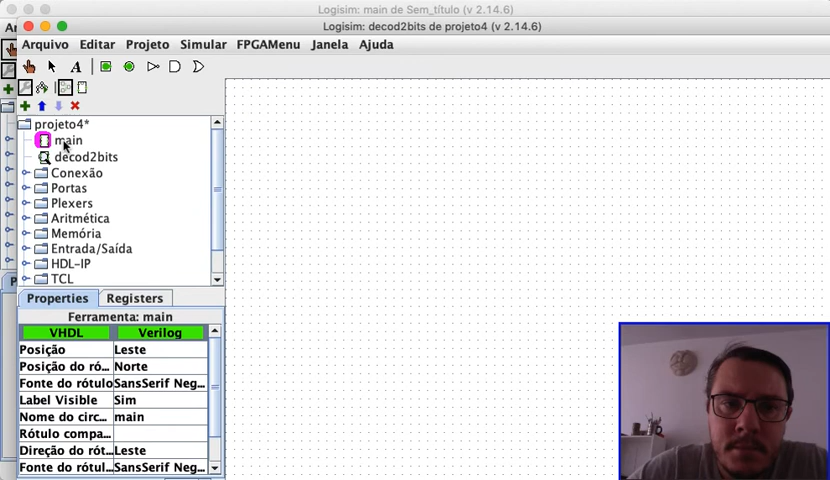 Logisim: main de Sem_título (v 2.14.6)
Logisim: decod2bits de projeto4 (v 2.14.6)
Arquivo Editar Projeto Simular FPGAMenu Janela Ajuda
A
projeto4*
main
decod2bits
Conexão
Portas
Plexers
Aritmética
Memória
Entrada/Saída
HDL-IP
TCL
Properties Registers
Ferramenta: main
VHDL Verilog
Posição Leste
Posição do ró... Norte
Fonte do rótulo SansSerif Neg...
Label Visible Sim
Nome do circ... main
Rótulo compa...
Direção do rót... Leste
Fonte do rótul... SansSerif Neg...